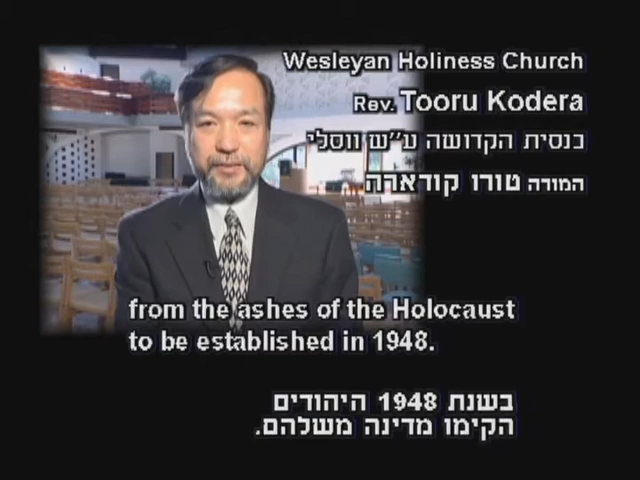 Wesleyan Holiness Church
Rev. Tooru Kodera
כנסית הקדושה ע״ש ווסלי
המורה טורו קודארה
from the ashes of the Holocaust
to be established in 1948.
בשנת 1948 היהודים
הקימו מדינה משלהם.